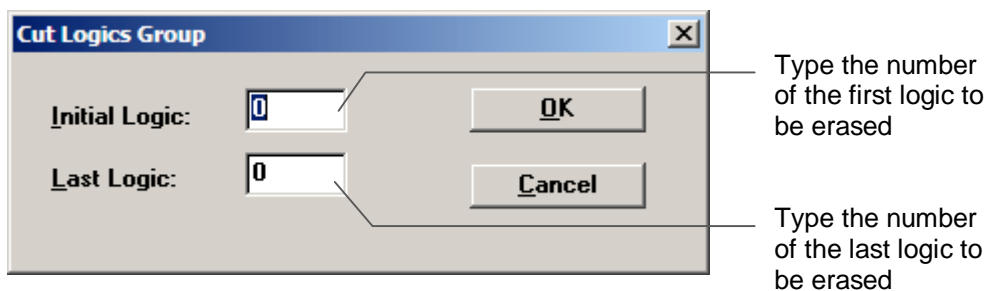 Cut Logics Group
Initial Logic:
0
OK
Last Logic:
0
Cancel
Type the number
of the first logic to
be erased
Type the number
of the last logic to
be erased